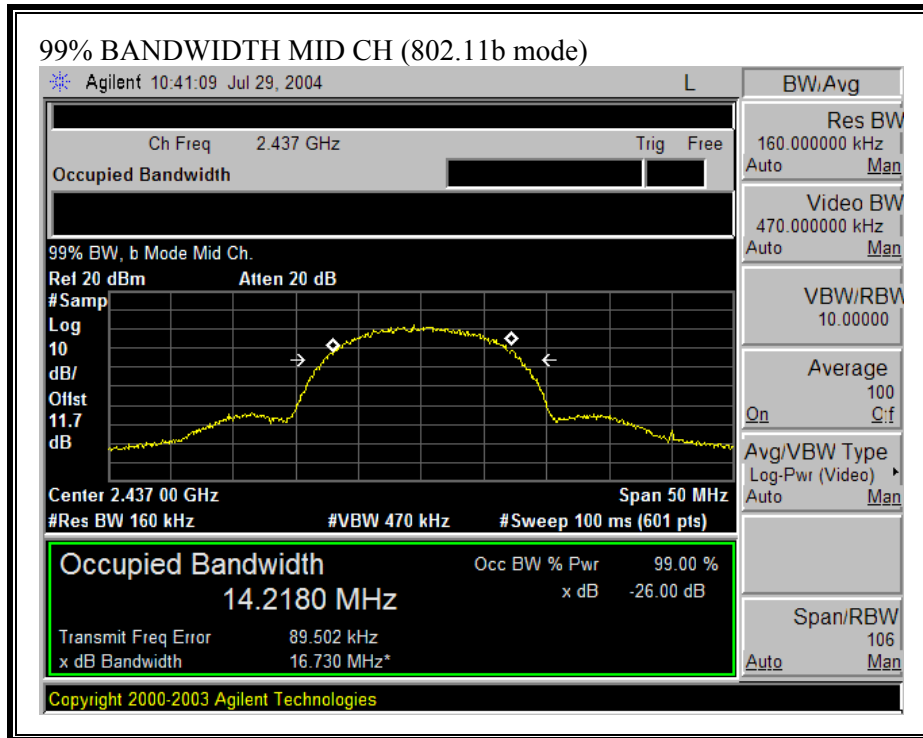 99% BANDWIDTH MID CH (802.11b mode)
Agilent 10:41:09 Jul 29, 2004 L
Ch Freq 2.437 GHz Trig Free
Occupied Bandwidth
99% BW, b Mode Mid Ch.
Ref 20 dBm Atten 20 dB
#Samp
Log
10
dB/
Offst
11.7
dB
Center 2.437 00 GHz Span 50 MHz
#Res BW 160 kHz #VBW 470 kHz #Sweep 100 ms (601 pts)
Occupied Bandwidth
14.2180 MHz
Occ BW % Pwr 99.00 %
x dB -26.00 dB
Transmit Freq Error 89.502 kHz
x dB Bandwidth 16.730 MHz*
Copyright 2000-2003 Agilent Technologies
BW/Avg
Res BW
160.000000 kHz
Auto Man
Video BW
470.000000 kHz
Auto Man
VBW/RBW
10.00000
Average
100
On Off
Avg/VBW Type
Log-Pwr (Video)
Auto Man
Span/RBW
106
Auto Man